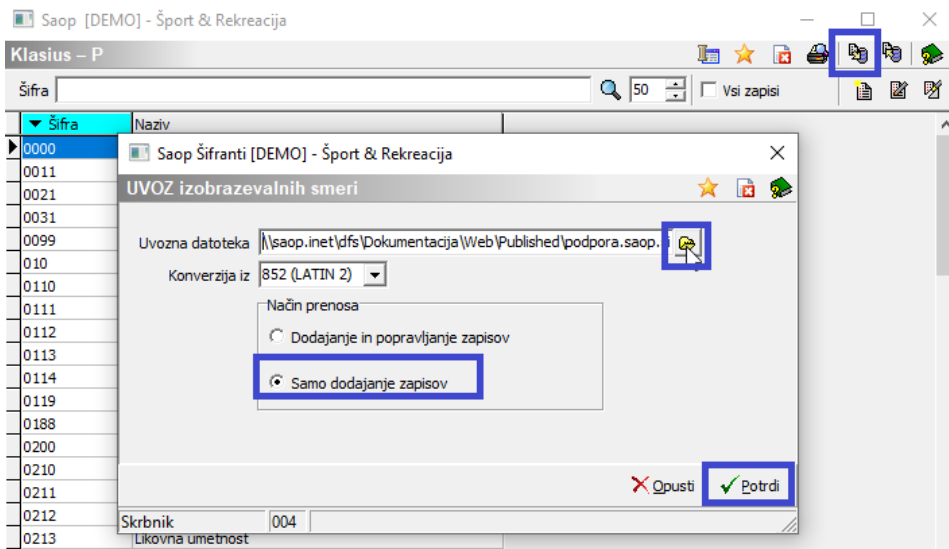 Saop [DEMO] - Šport & Rekreacija
Klasius – P
Šifra 50 Vsi zapisi
Šifra Naziv
0000
0011
0021
0031
0099
010
0110
0111
0112
0113
0114
0119
0188
0200
0210
0211
0212
0213 Likovna umetnost
Saop Šifranti [DEMO] - Šport & Rekreacija
UVOZ izobrazevalnih smeri
Uvozna datoteka \\saop.inet\dfs\Dokumentacija\Web\Published\podpora.saop.
Konverzija iz 852 (LATIN 2)
Način prenosa
Dodajanje in popravljanje zapisov
Samo dodajanje zapisov
Opusti Potrdi
Skrbnik 004